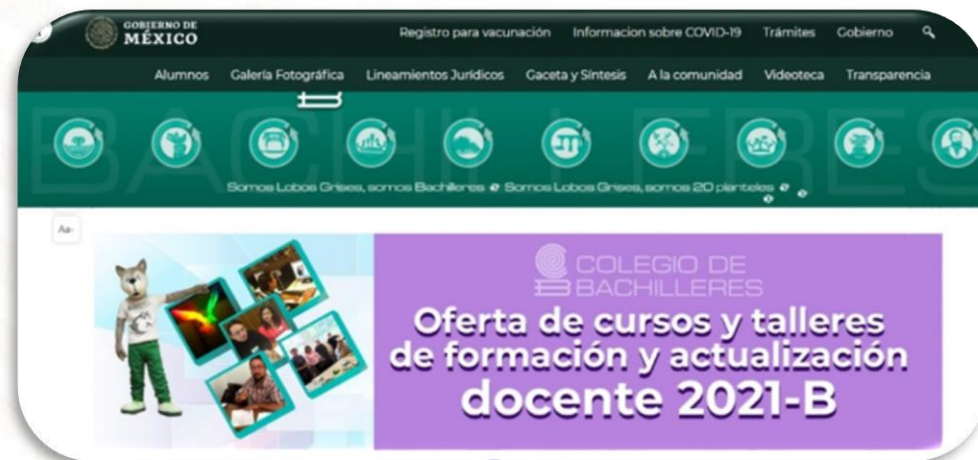 GOBIERNO DE
MÉXICO
Registro para vacunación Informacion sobre COVID-19 Trámites Gobierno
Alumnos Galería Fotográfica Lineamientos Jurídicos Gaceta y Síntesis A la comunidad Videoteca Transparencia
BACHILLERES
Somos Lobos Grises, somos Bachilleres Somos Lobos Grises, somos 20 planteles
Aa-
COLEGIO DE
BACHILLERES
Oferta de cursos y talleres
de formación y actualización
docente 2021-B